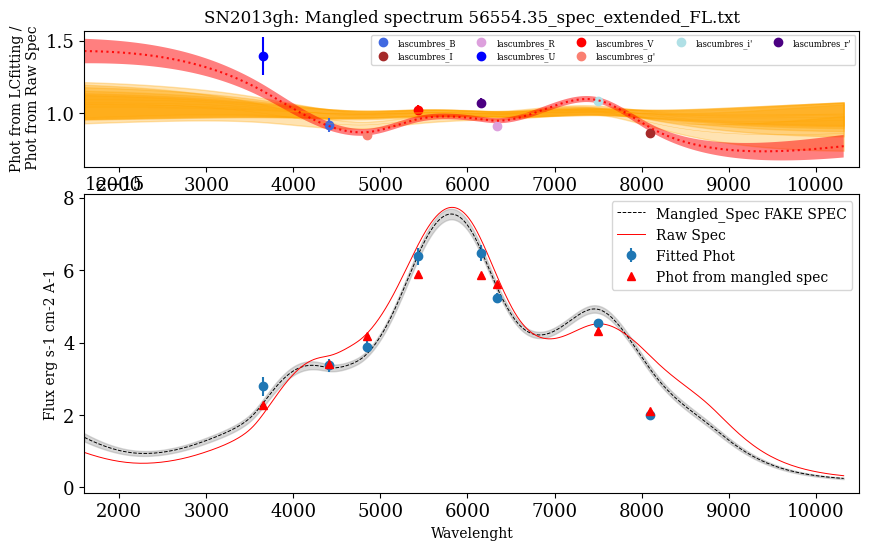 SN2013gh: Mangled spectrum 56554.35_spec_extended_FL.txt
Phot from LCfitting /
Phot from Raw Spec
1.5
1.0
lascumbres_B
lascumbres_R
lascumbres_V
lascumbres_i'
lascumbres_r'
lascumbres_I
lascumbres_U
lascumbres_g'
2000 3000 4000 5000 6000 7000 8000 9000 10000
1e−15
Flux erg s-1 cm-2 A-1
8
6
4
2
0
Mangled_Spec FAKE SPEC
Raw Spec
Fitted Phot
Phot from mangled spec
2000 3000 4000 5000 6000 7000 8000 9000 10000
Wavelenght